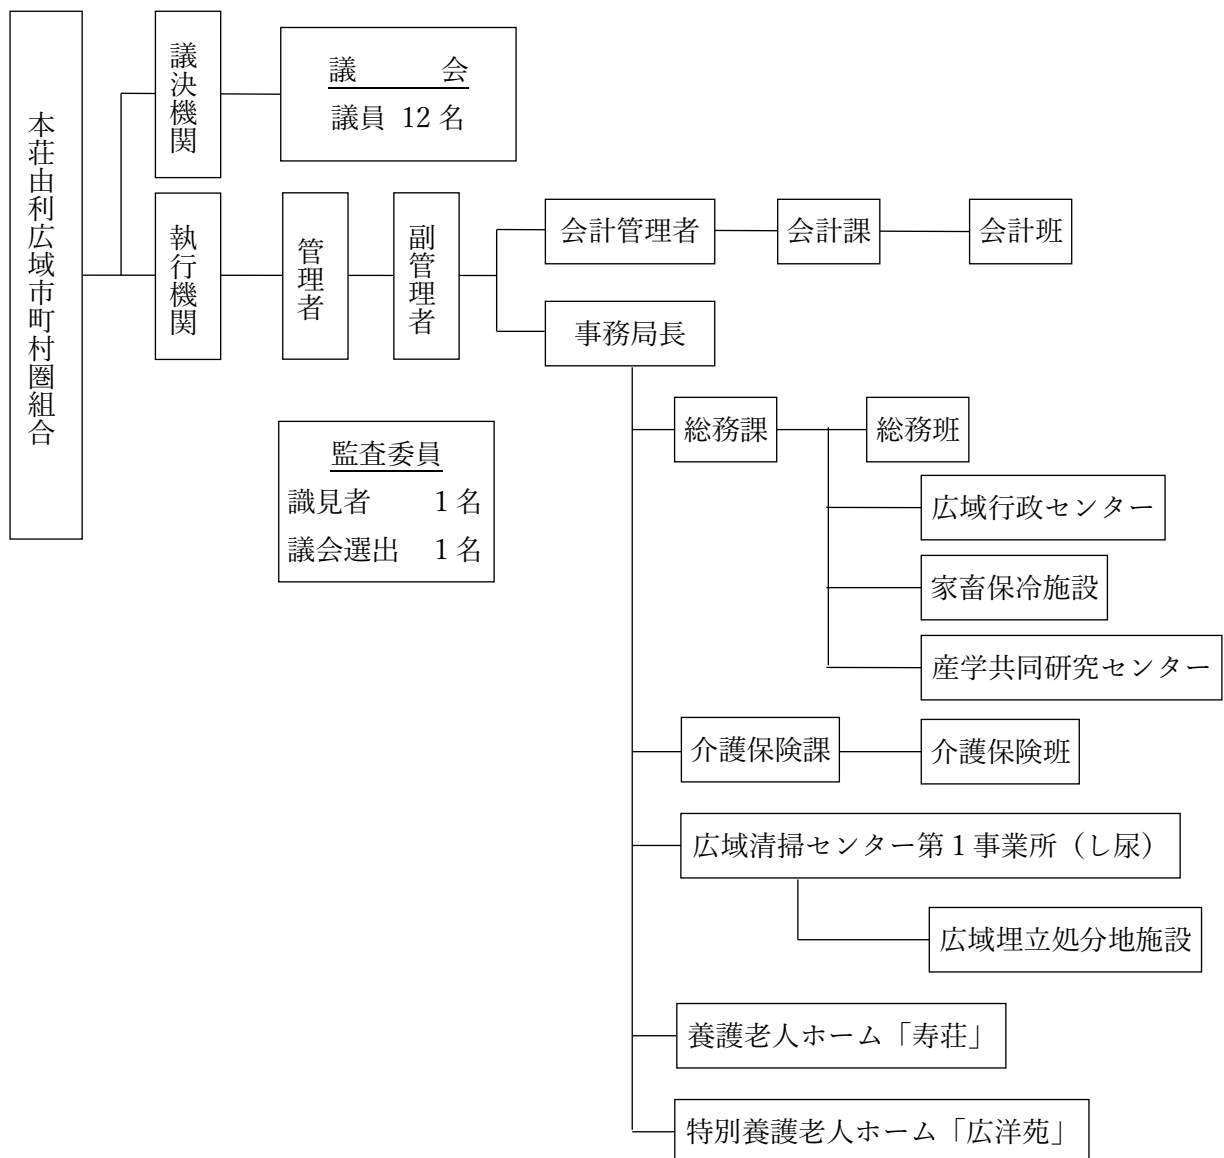 本荘由利広域市町村圏組合
議決機関
議　　　会
議員 12 名
執行機関
管理者
副管理者
会計管理者
会計課
会計班
事務局長
監査委員
識見者　　１名
議会選出　１名
総務課
総務班
広域行政センター
家畜保冷施設
産学共同研究センター
介護保険課
介護保険班
広域清掃センター第１事業所（し尿）
広域埋立処分地施設
養護老人ホーム「寿荘」
特別養護老人ホーム「広洋苑」